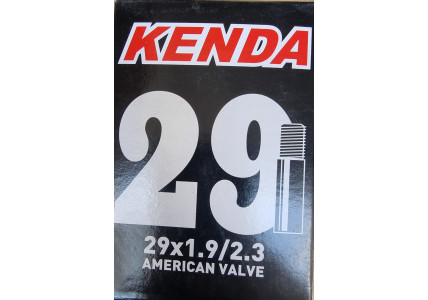 KENDA
29
29x1.9/2.3
AMERICAN VALVE